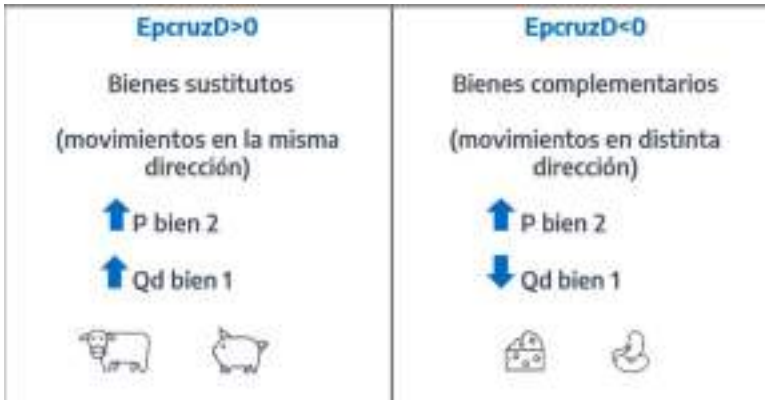 EpcruzD>0
Bienes sustitutos
(movimientos en la misma
dirección)
P bien 2
Qd bien 1
EpcruzD<0
Bienes complementarios
(movimientos en distinta
dirección)
P bien 2
Qd bien 1